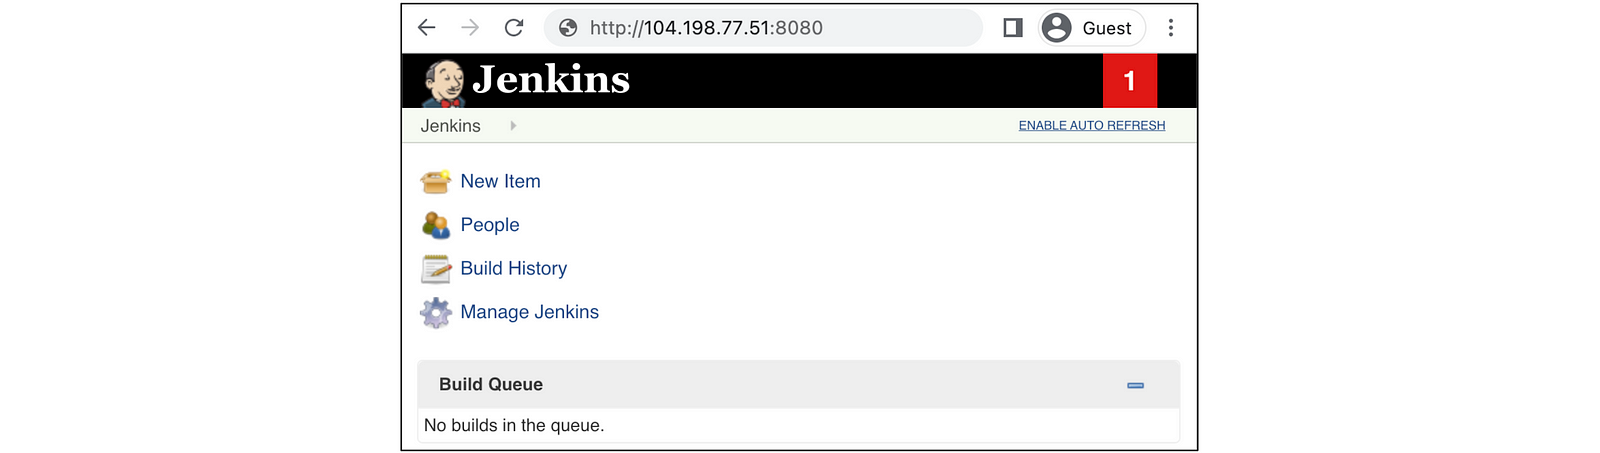 http://104.198.77.51:8080
Guest
Jenkins
1
Jenkins
ENABLE AUTO REFRESH
New Item
People
Build History
Manage Jenkins
Build Queue
No builds in the queue.